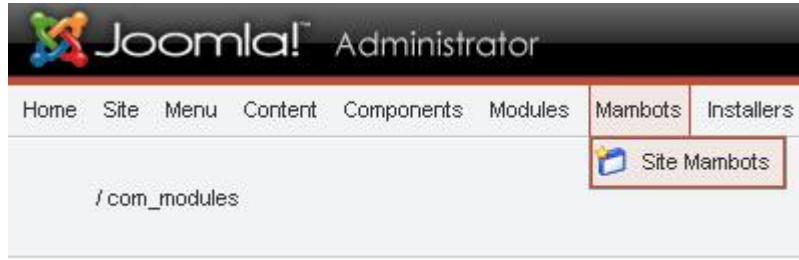 Joomla!™ Administrator
Home Site Menu Content Components Modules Mambots Installers
Site Mambots
/ com_modules